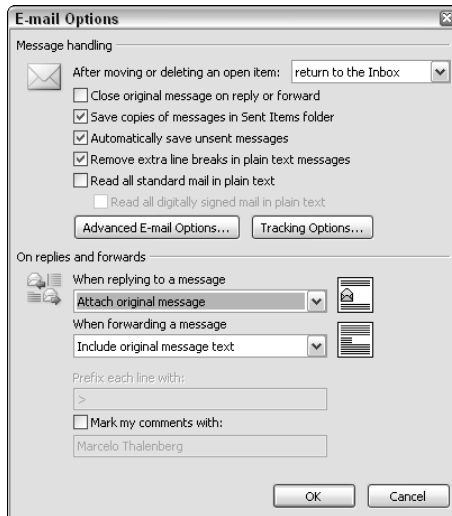 E-mail Options
Message handling
After moving or deleting an open item: return to the Inbox
Close original message on reply or forward
Save copies of messages in Sent Items folder
Automatically save unsent messages
Remove extra line breaks in plain text messages
Read all standard mail in plain text
Read all digitally signed mail in plain text
Advanced E-mail Options... Tracking Options...
On replies and forwards
When replying to a message
Attach original message
When forwarding a message
Include original message text
Prefix each line with:
>
Mark my comments with:
Marcelo Thalenberg
OK Cancel